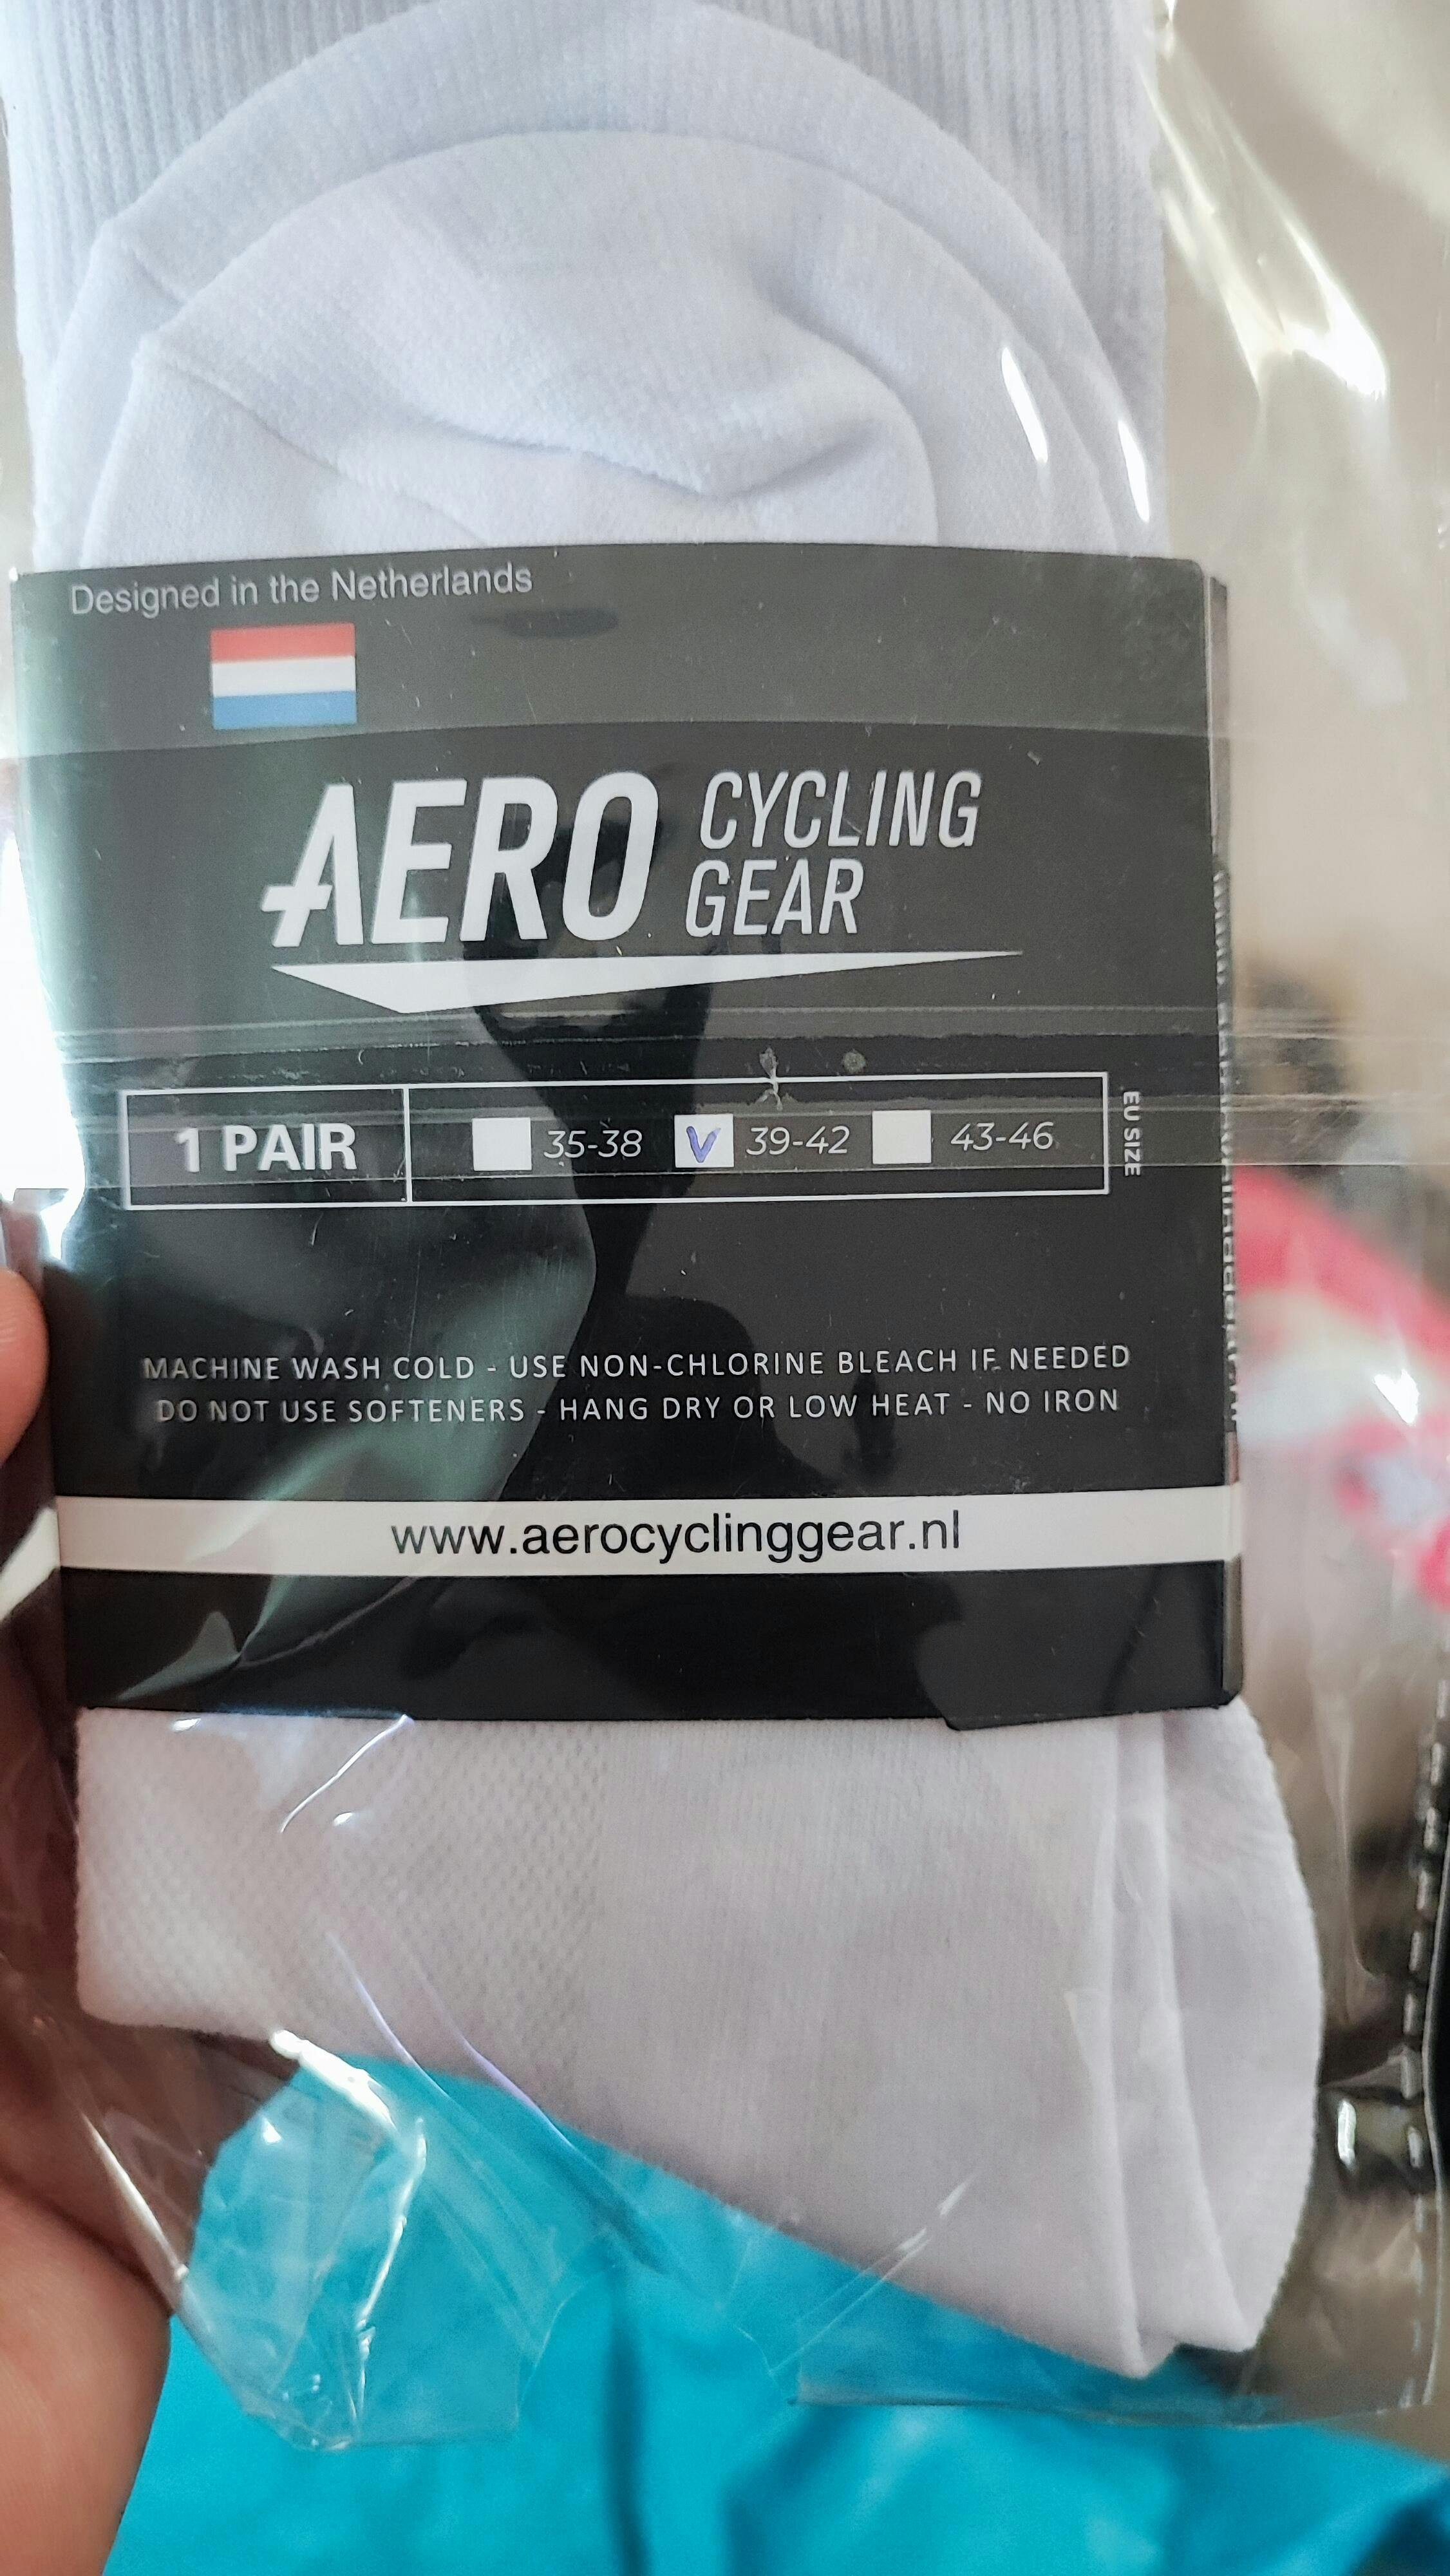 Designed in the Netherlands
AERO CYCLING
GEAR
1 PAIR 35-38 V 39-42 43-46
EU SIZE
MACHINE WASH COLD - USE NON-CHLORINE BLEACH IF NEEDED
DO NOT USE SOFTENERS - HANG DRY OR LOW HEAT - NO IRON
www.aerocyclinggear.nl